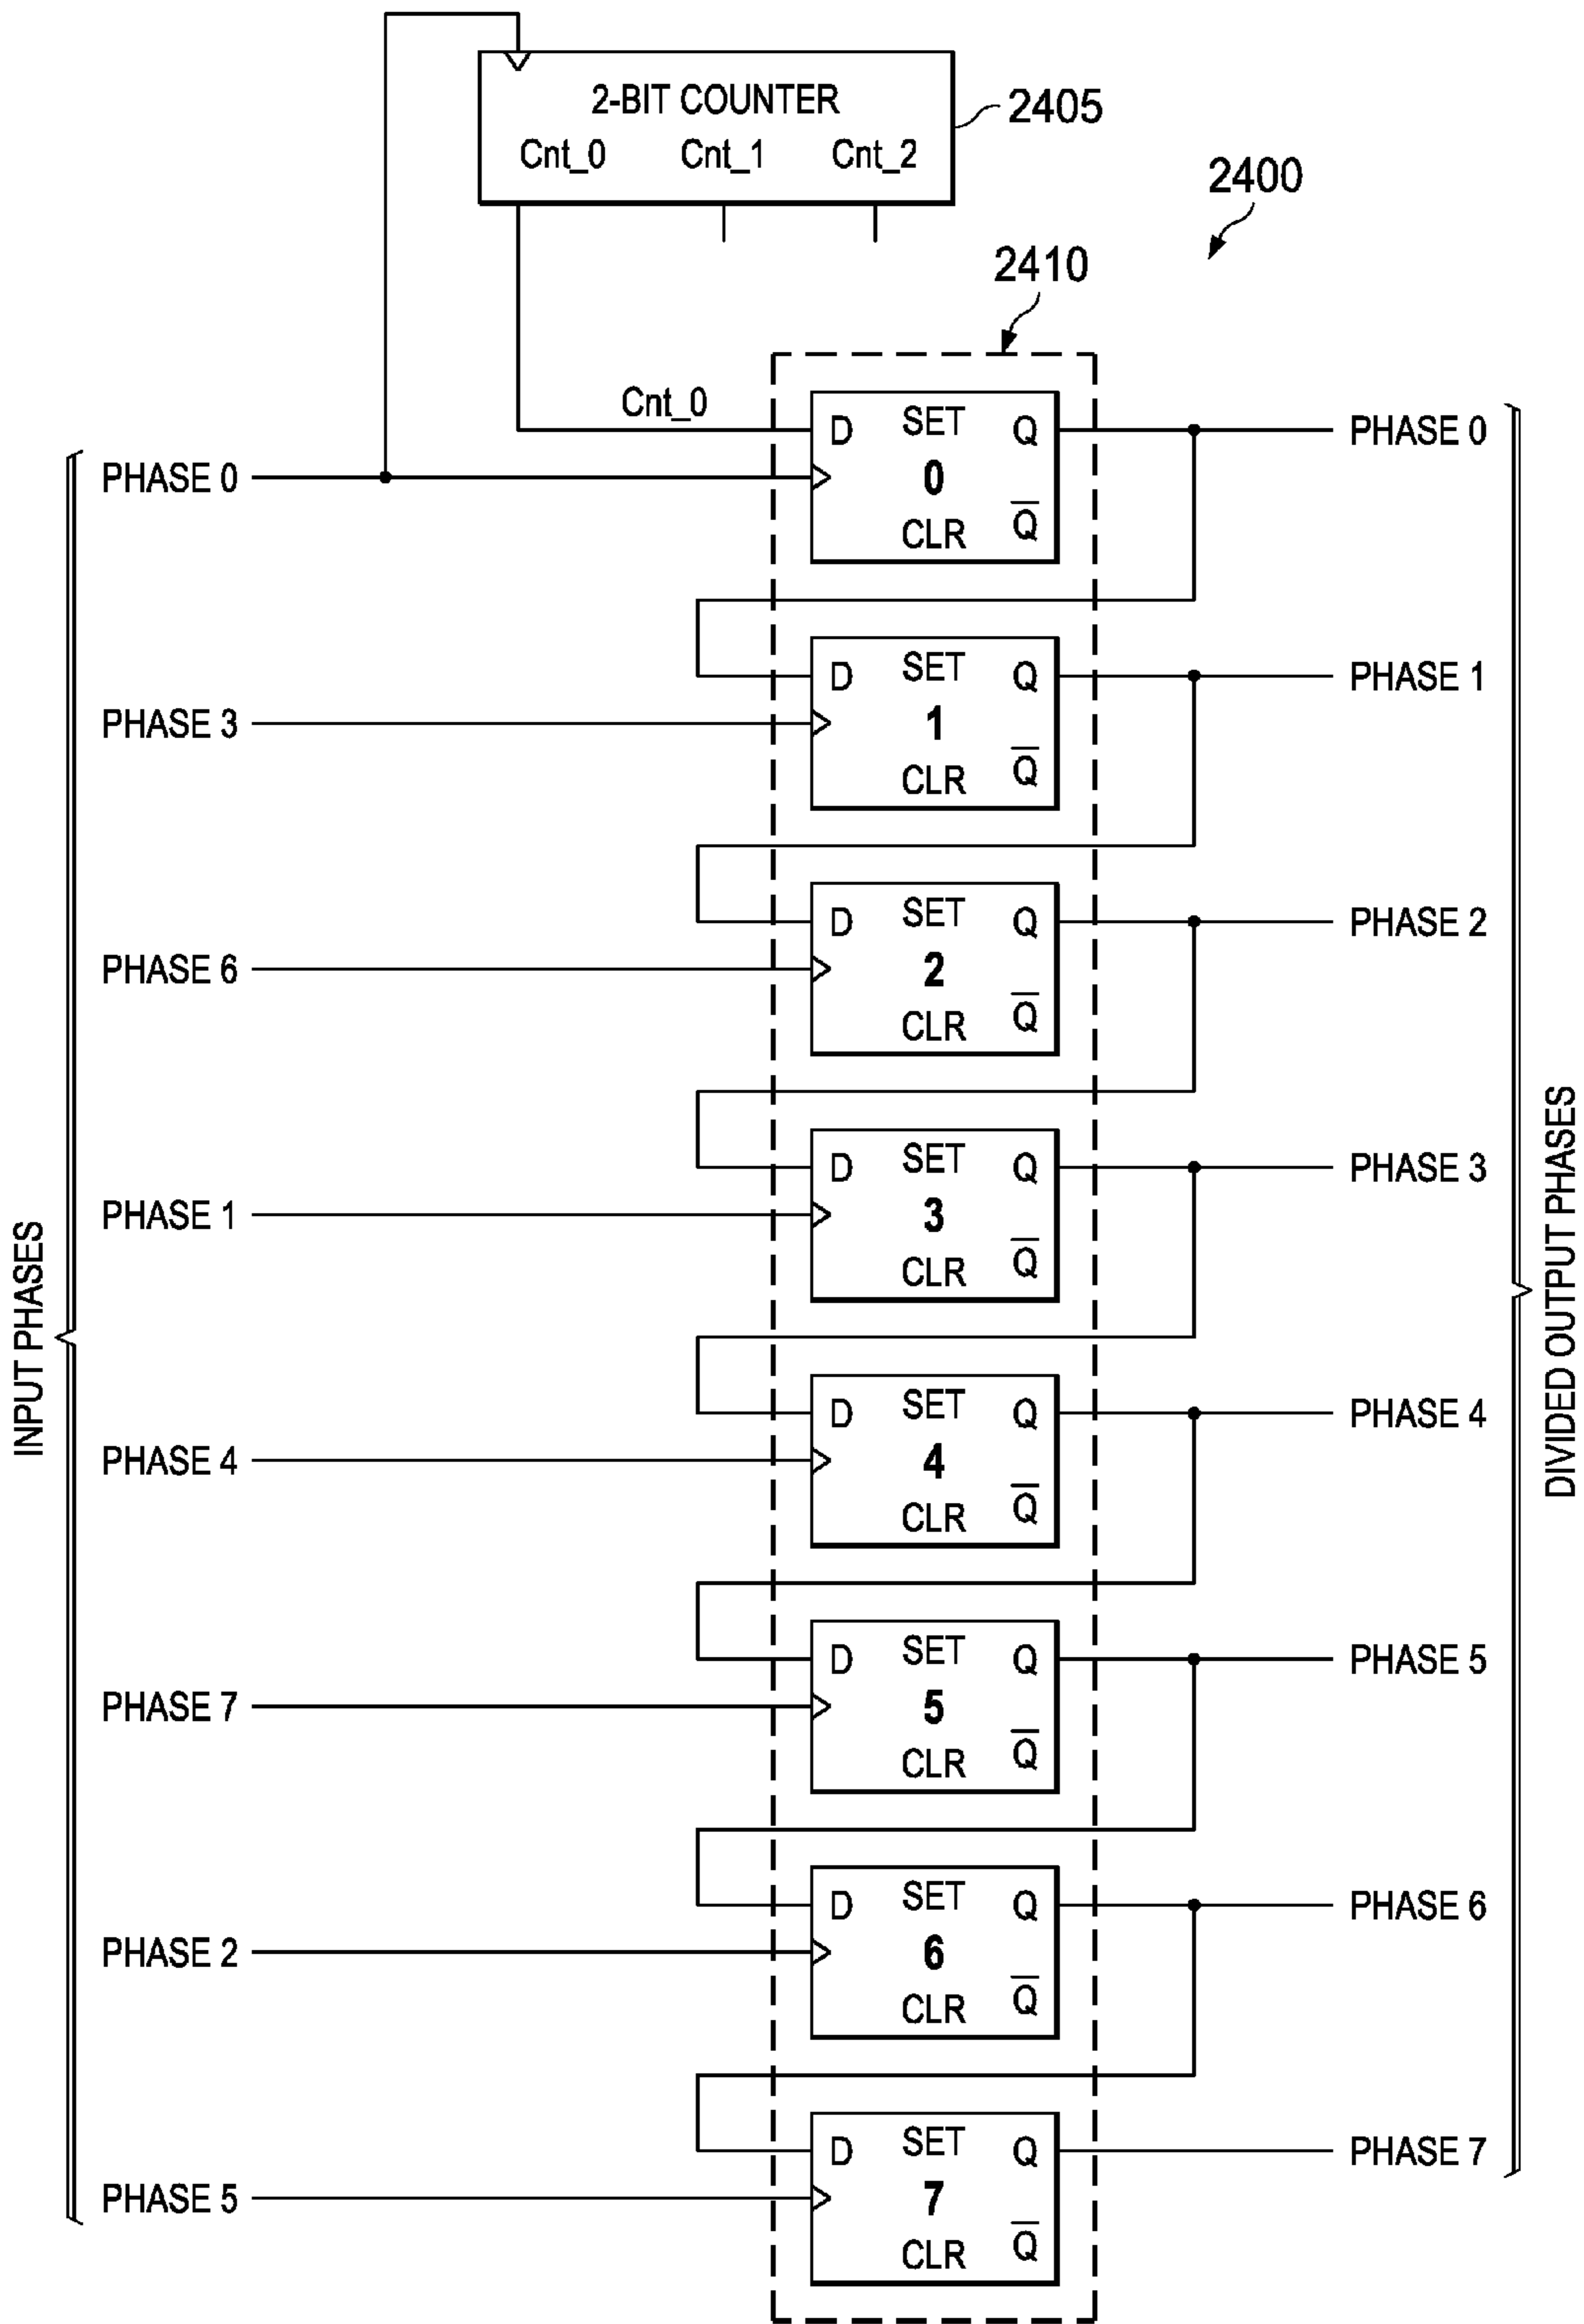 2-BIT COUNTER
Cnt_0 Cnt_1 Cnt_2
2405
2400
2410
Cnt_0
INPUT PHASES
DIVIDED OUTPUT PHASES
D SET Q
PHASE 0
PHASE 0
0
CLR Q
D SET Q
PHASE 1
PHASE 3
1
CLR Q
D SET Q
PHASE 2
PHASE 6
2
CLR Q
D SET Q
PHASE 3
PHASE 1
3
CLR Q
D SET Q
PHASE 4
PHASE 4
4
CLR Q
D SET Q
PHASE 5
PHASE 7
5
CLR Q
D SET Q
PHASE 6
PHASE 2
6
CLR Q
D SET Q
PHASE 7
PHASE 5
7
CLR Q